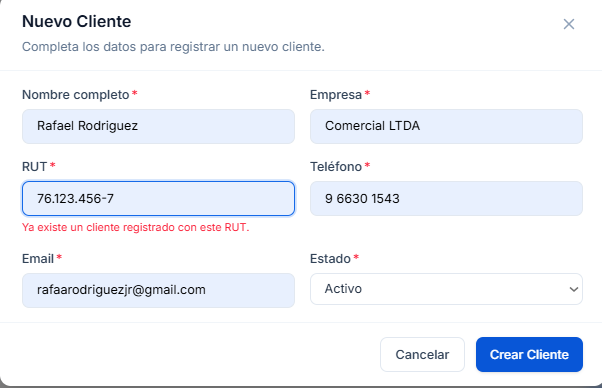 Nuevo Cliente
Completa los datos para registrar un nuevo cliente.
Nombre completo *
Empresa *
Rafael Rodriguez
Comercial LTDA
RUT *
Teléfono *
76.123.456-7
9 6630 1543
Ya existe un cliente registrado con este RUT.
Email *
Estado *
rafaarodriguezjr@gmail.com
Activo
Cancelar
Crear Cliente